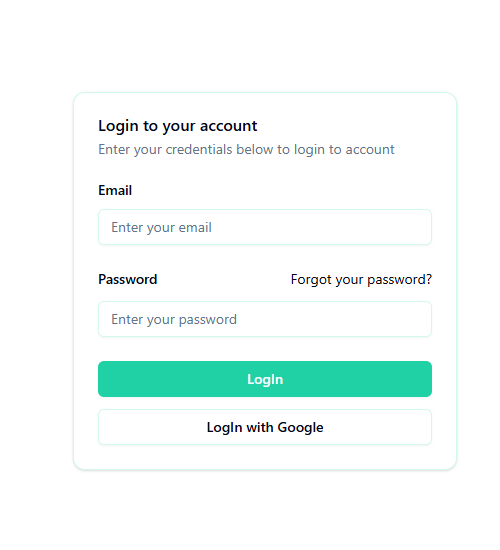 Login to your account
Enter your credentials below to login to account
Email
Enter your email
Password Forgot your password?
Enter your password
LogIn
LogIn with Google